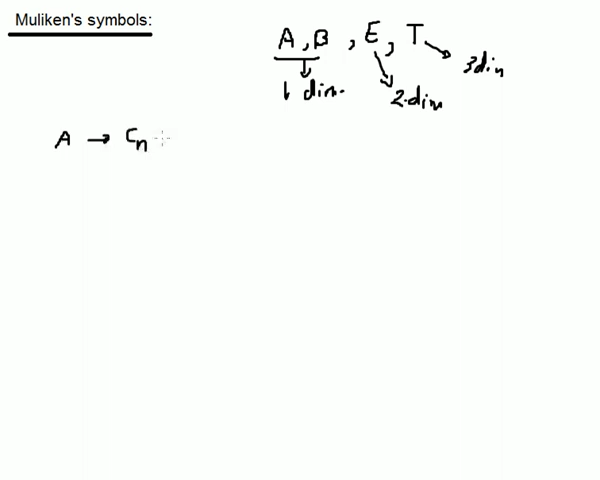 Muliken's symbols:
A, B, E, T
1 dim. 2-dim 3 dim
A → Cn